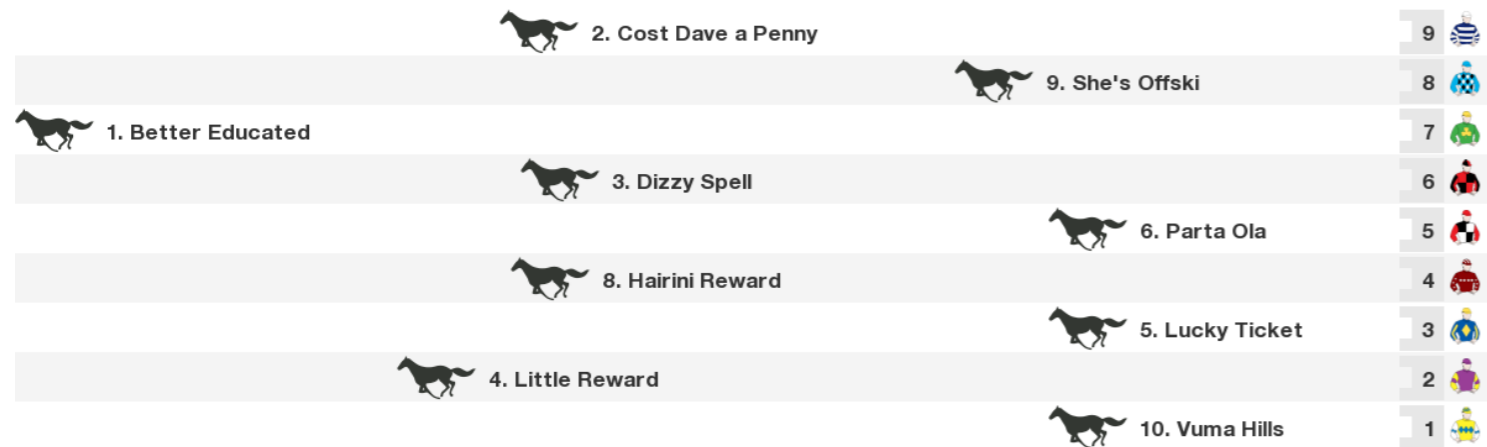 2. Cost Dave a Penny 9
9. She's Offski 8
1. Better Educated 7
3. Dizzy Spell 6
6. Parta Ola 5
8. Hairini Reward 4
5. Lucky Ticket 3
4. Little Reward 2
10. Vuma Hills 1